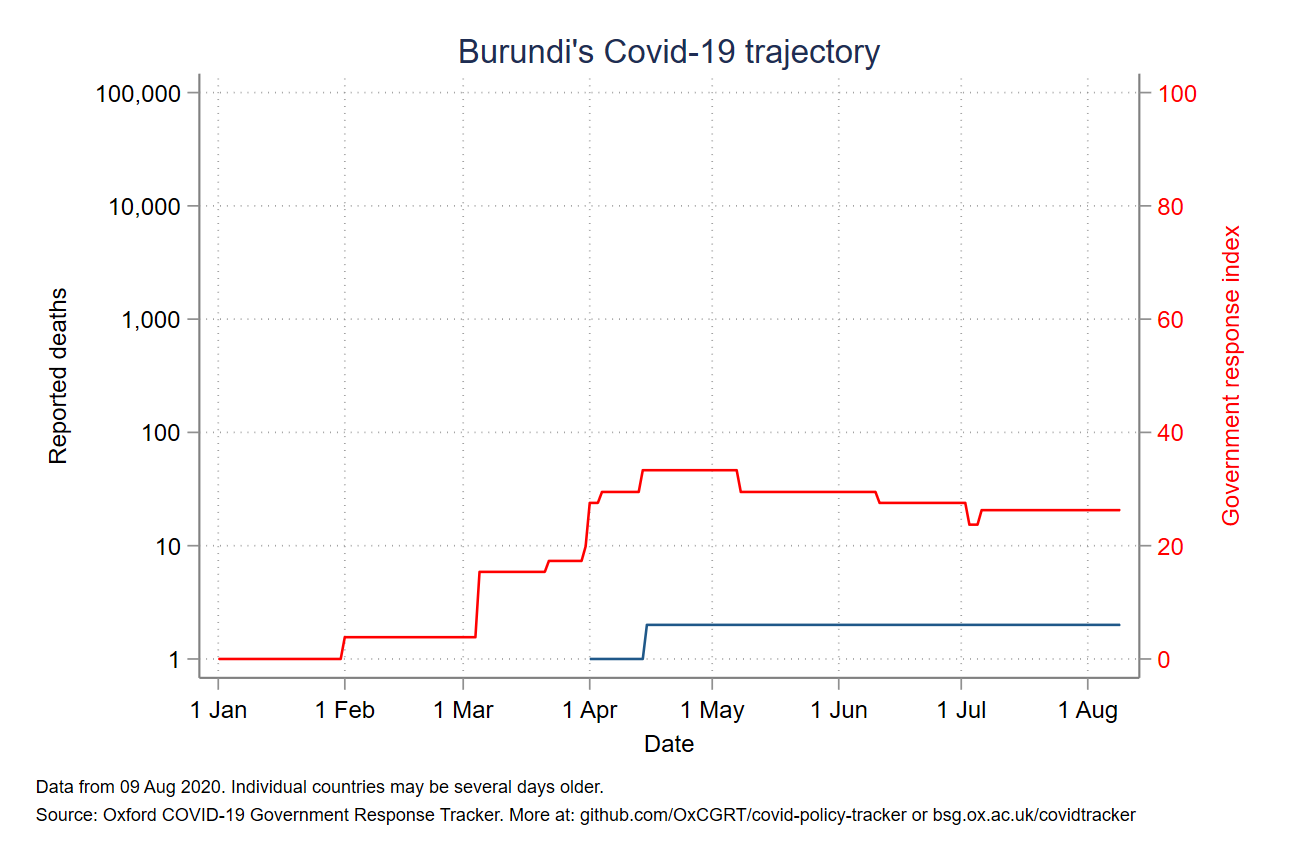 Burundi's Covid-19 trajectory
100,000
10,000
1,000
100
10
1
Reported deaths
100
80
60
40
20
0
Government response index
1 Jan 1 Feb 1 Mar 1 Apr 1 May 1 Jun 1 Jul 1 Aug
Date
Data from 09 Aug 2020. Individual countries may be several days older.
Source: Oxford COVID-19 Government Response Tracker. More at: github.com/OxCGRT/covid-policy-tracker or bsg.ox.ac.uk/covidtracker